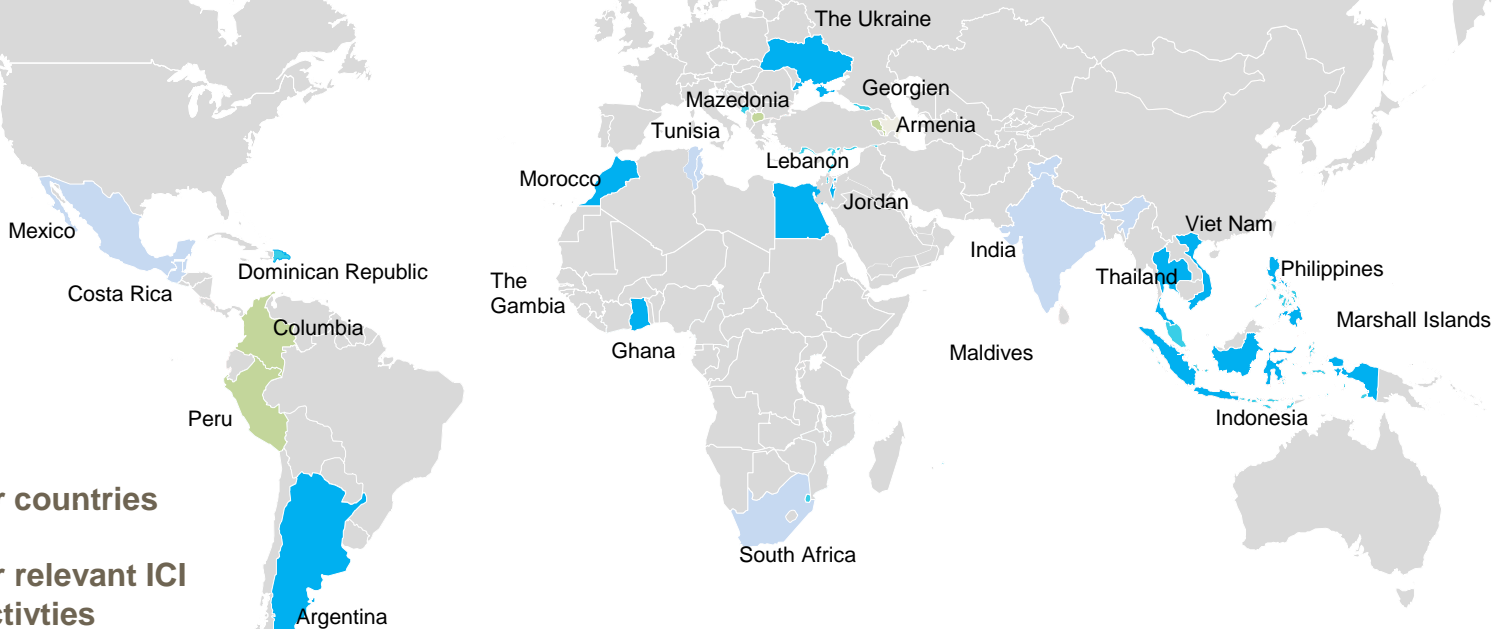 The Ukraine
Georgien
Mazedonia
Armenia
Tunisia
Lebanon
Morocco
Jordan
Mexico
Viet Nam
India
Dominican Republic
Thailand
Philippines
Costa Rica
The
Gambia
Columbia
Marshall Islands
Ghana
Maldives
Peru
Indonesia
r countries
South Africa
r relevant ICI
ctivties
Argentina